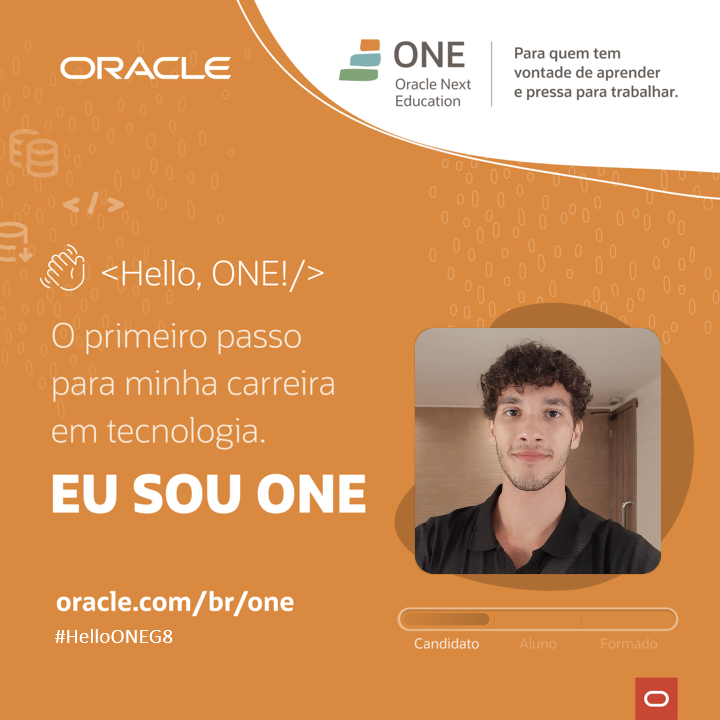 ORACLE
ONE
Oracle Next
Education
Para quem tem
vontade de aprender
e pressa para trabalhar.
</>
<Hello, ONE!/>
O primeiro passo
para minha carreira
em tecnologia.
EU SOU ONE
oracle.com/br/one
#HelloONEG8
Candidato Aluno Formado